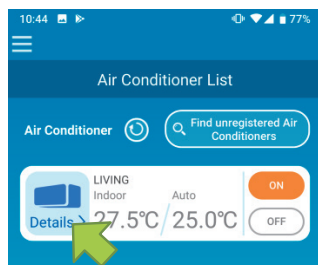 10:44 77%
Air Conditioner List
Air Conditioner Find unregistered Air
Conditioners
LIVING
Indoor Auto ON
Details > 27.5℃ 25.0℃ OFF